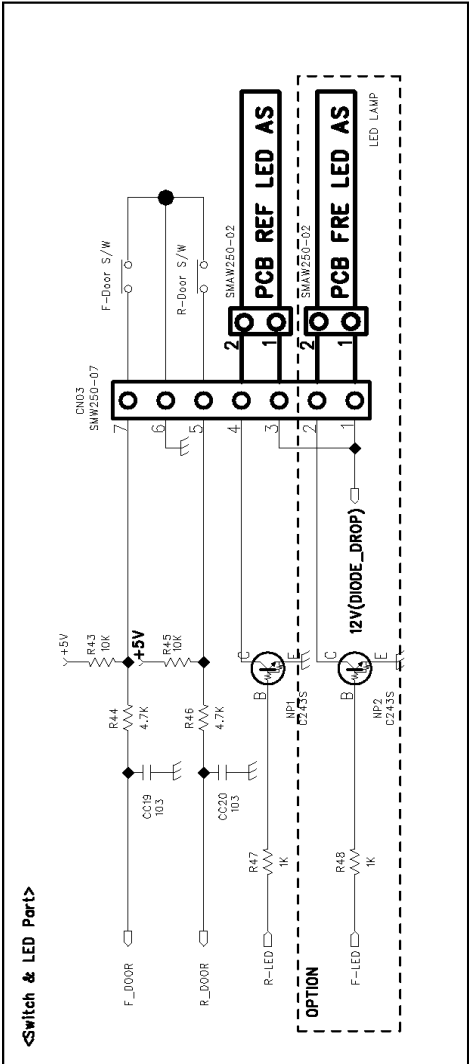 <Switch & LED Part>
F-Door S/W
R-Door S/W
CN03
SMW250-07
7
6
5
4
3
2
1
SMAW250-02
2
1
PCB REF LED AS
SMAW250-02
2
1
PCB FRE LED AS
LED LAMP
+5V
R43
10K
R44
4.7K
CC19
103
F_DOOR
+5V
R45
10K
R46
4.7K
CC20
103
R_DOOR
R-LED
R47
1K
B
C
E
NP1
C243S
12V(DIODE_DROP)
OPTION
F-LED
R48
1K
B
C
E
NP2
C243S